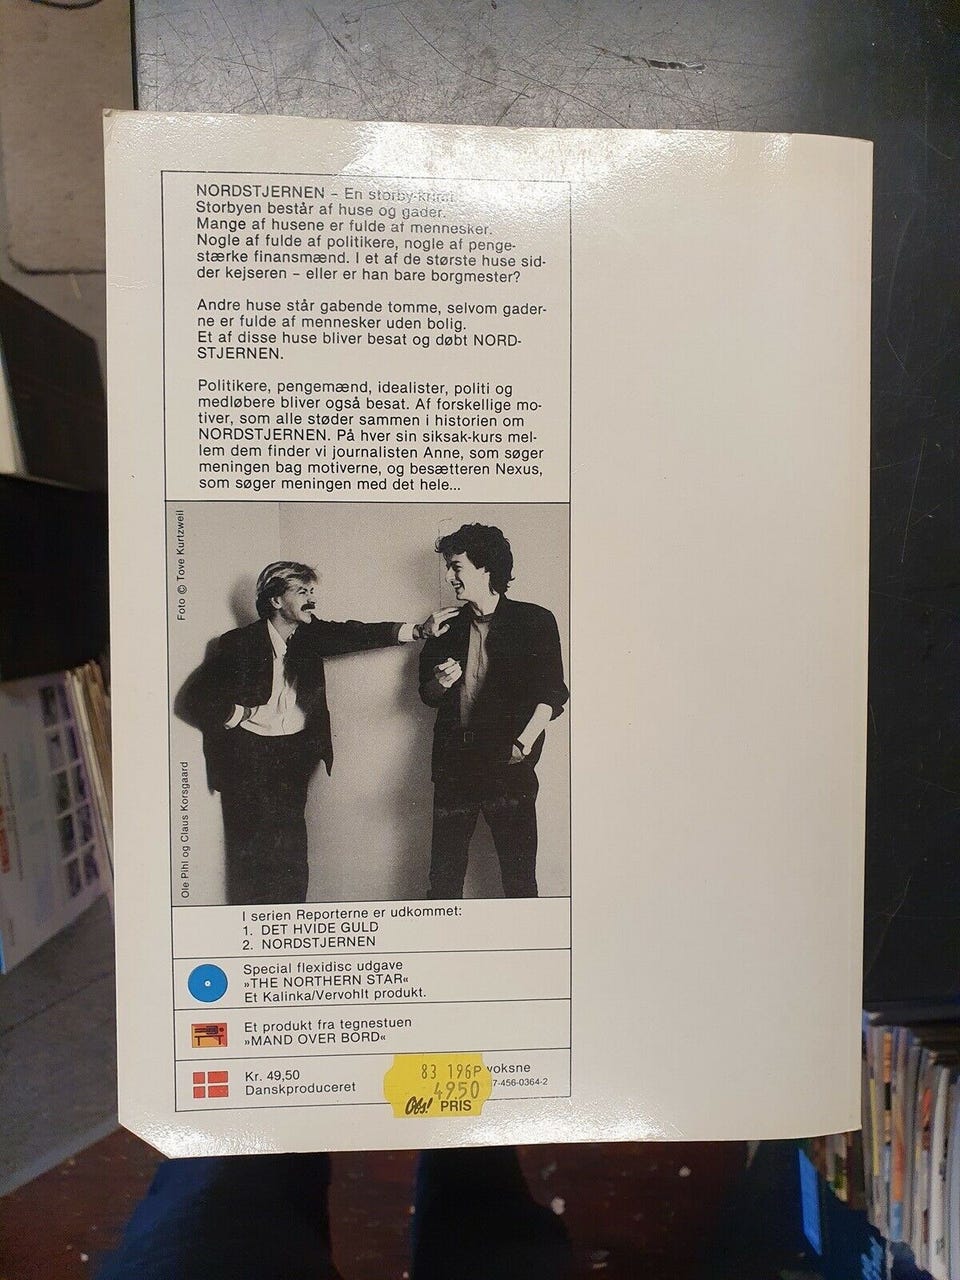 NORDSTJERNEN – En storby-krimi.
Storbyen består af huse og gader.
Mange af husene er fulde af mennesker.
Nogle af fulde af politikere, nogle af penge-
stærke finansmænd. I et af de største huse sid-
der kejseren – eller er han bare borgmester?
Andre huse står gabende tomme, selvom gader-
ne er fulde af mennesker uden bolig.
Et af disse huse bliver besat og døbt NORD-
STJERNEN.
Politikere, pengemænd, idealister, politi og
medløbere bliver også besat. Af forskellige mo-
tiver, som alle støder sammen i historien om
NORDSTJERNEN. På hver sin siksak-kurs mel-
lem dem finder vi journalisten Anne, som søger
meningen bag motiverne, og besætteren Nexus,
som søger meningen med det hele...
Foto © Tove Kurtzweil
Ole Pihl og Claus Korsgaard
I serien Reporterne er udkommet:
1. DET HVIDE GULD
2. NORDSTJERNEN
Special flexidisc udgave
»THE NORTHERN STAR«
Et Kalinka/Vervohlt produkt.
Et produkt fra tegnestuen
»MAND OVER BORD«
Kr. 49,50
Danskproduceret
voksne
7-456-0364-2
83 196P
4950
Obs! PRIS